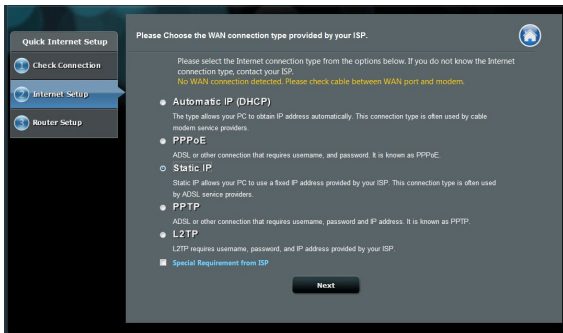 Quick Internet Setup
1 Check Connection
2 Internet Setup
3 Router Setup
Please Choose the WAN connection type provided by your ISP.
Please select the Internet connection type from the options below. If you do not know the Internet
connection type, contact your ISP.
No WAN connection detected. Please check cable between WAN port and modem.
Automatic IP (DHCP)
The type allows your PC to obtain IP address automatically. This connection type is often used by cable
modem service providers.
PPPoE
ADSL or other connection that requires username, and password. It is known as PPPoE.
Static IP
Static IP allows your PC to use a fixed IP address provided by your ISP. This connection type is often used
by ADSL service providers.
PPTP
ADSL or other connection that requires username, password and IP address. It is known as PPTP.
L2TP
L2TP requires username, password, and IP address provided by your ISP.
Special Requirement from ISP
Next